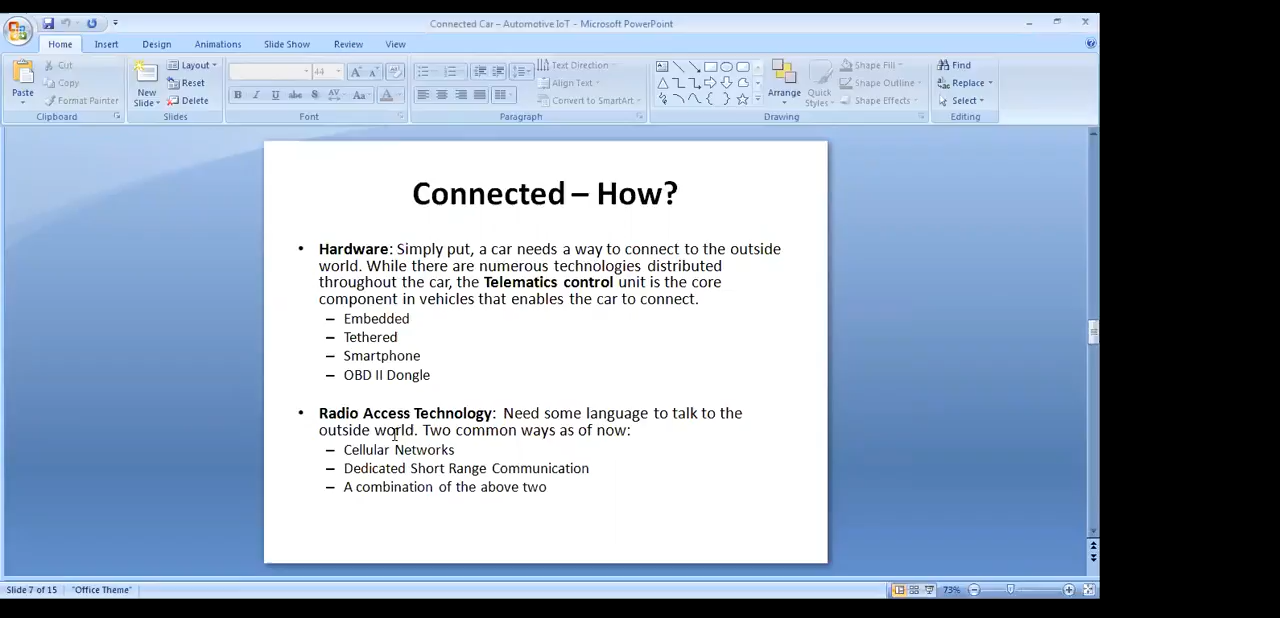 Connected Car – Automotive IoT - Microsoft PowerPoint
Home Insert Design Animations Slide Show Review View
Paste
Cut
Copy
Format Painter
Clipboard
New Slide
Layout
Reset
Delete
Slides
44
B I U abc S AV Aa A
Font
Text Direction
Align Text
Convert to SmartArt
Paragraph
Arrange
Quick Styles
Shape Fill
Shape Outline
Shape Effects
Drawing
Find
Replace
Select
Editing
Connected – How?
• Hardware: Simply put, a car needs a way to connect to the outside
world. While there are numerous technologies distributed
throughout the car, the Telematics control unit is the core
component in vehicles that enables the car to connect.
– Embedded
– Tethered
– Smartphone
– OBD II Dongle
• Radio Access Technology: Need some language to talk to the
outside world. Two common ways as of now:
– Cellular Networks
– Dedicated Short Range Communication
– A combination of the above two
Slide 7 of 15 "Office Theme" 73%